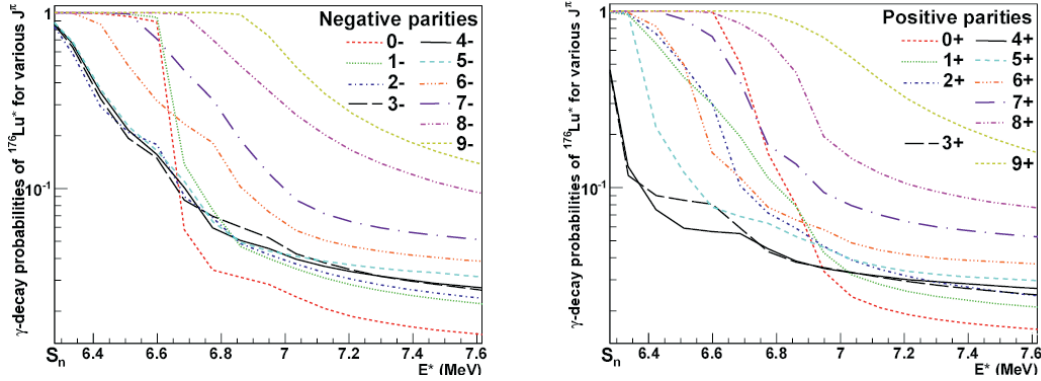 γ-decay probabilities of ¹⁷⁶Lu* for various Jᵖⁱ
1
10⁻¹
Negative parities
0- 4-
1- 5-
2- 6-
3- 7-
8-
9-
Sₙ 6.4 6.6 6.8 7 7.2 7.4 7.6
E* (MeV)
γ-decay probabilities of ¹⁷⁶Lu* for various Jᵖⁱ
1
10⁻¹
Positive parities
0+ 4+
1+ 5+
2+ 6+
7+
8+
3+
9+
Sₙ 6.4 6.6 6.8 7 7.2 7.4 7.6
E* (MeV)